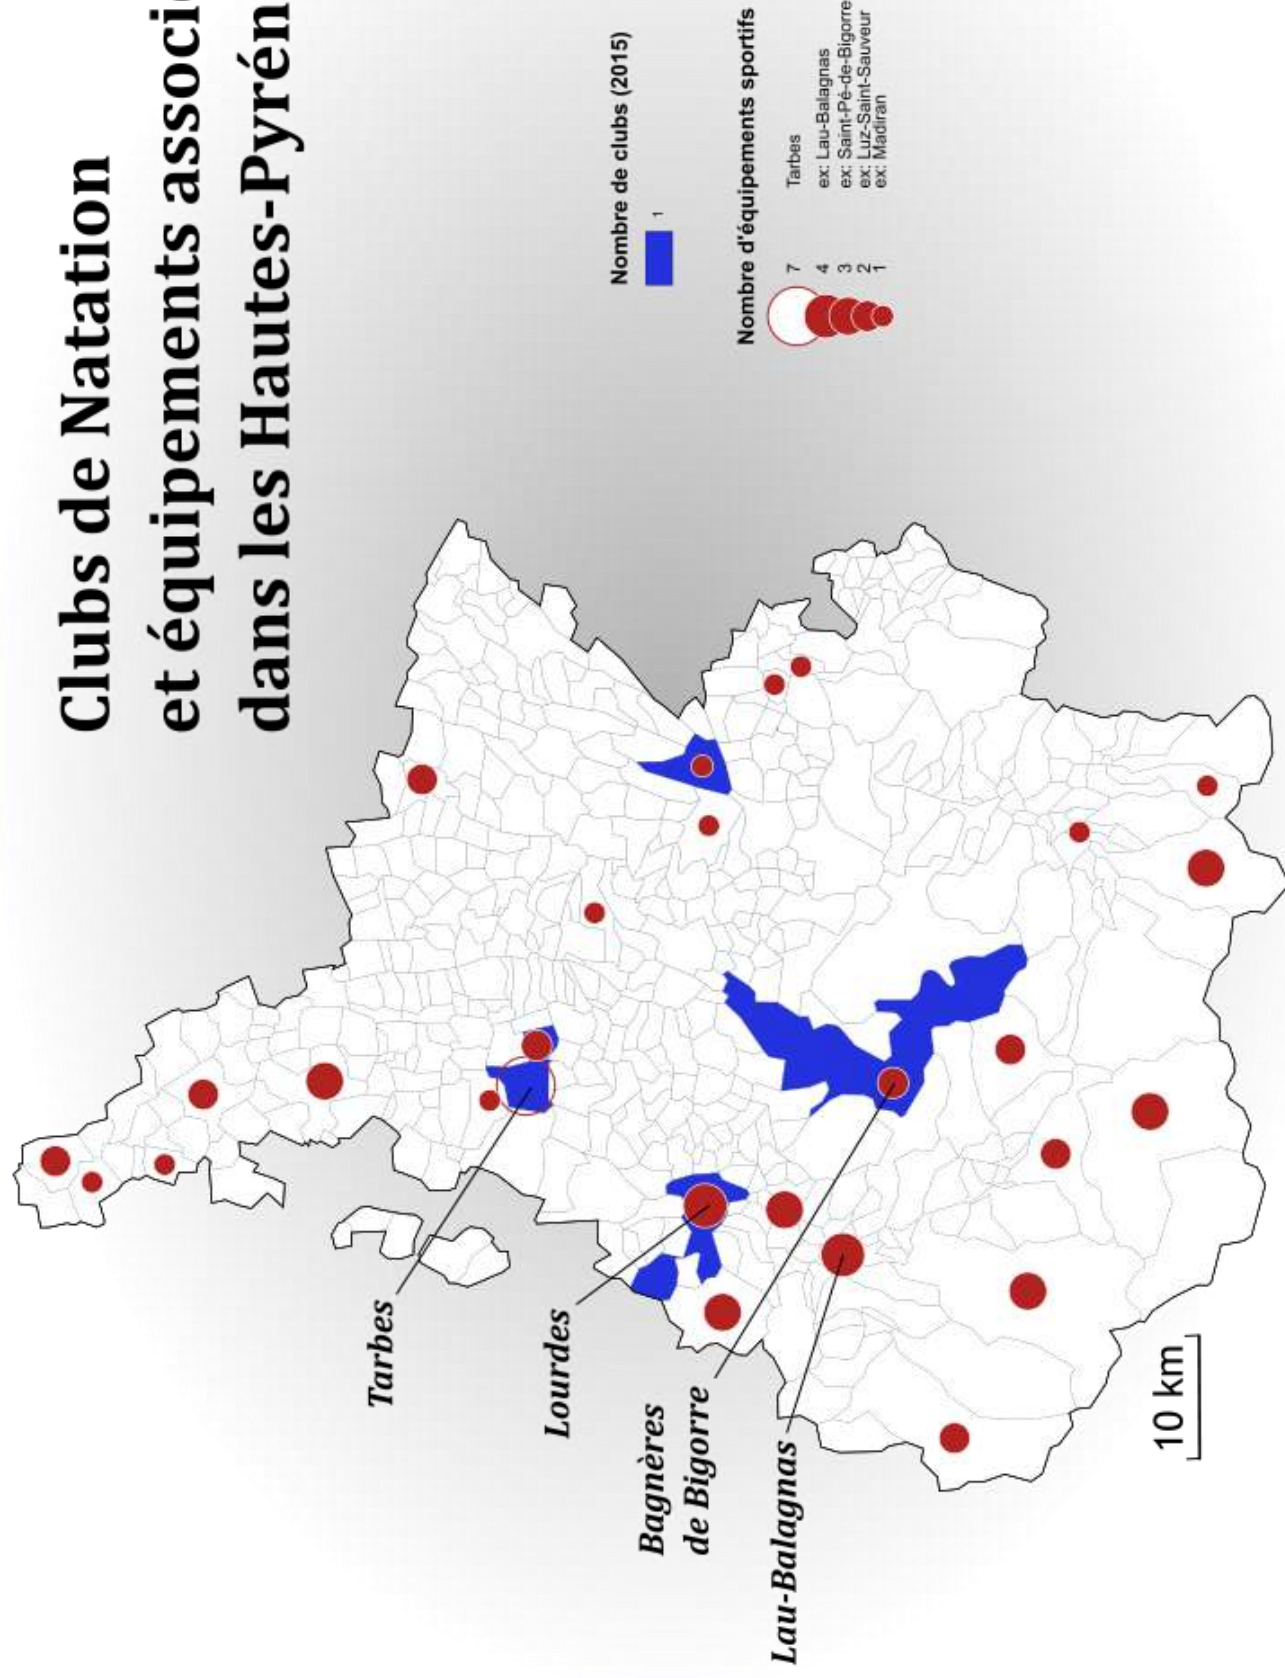 Clubs de Natation
et équipements associé
dans les Hautes-Pyrén
Nombre de clubs (2015)
1
Nombre d'équipements sportifs
7 Tarbes
4 ex: Lau-Balagnas
3 ex: Saint-Pé-de-Bigorre
2 ex: Luz-Saint-Sauveur
1 ex: Madiran
Tarbes
Lourdes
Bagnères
de Bigorre
Lau-Balagnas
10 km